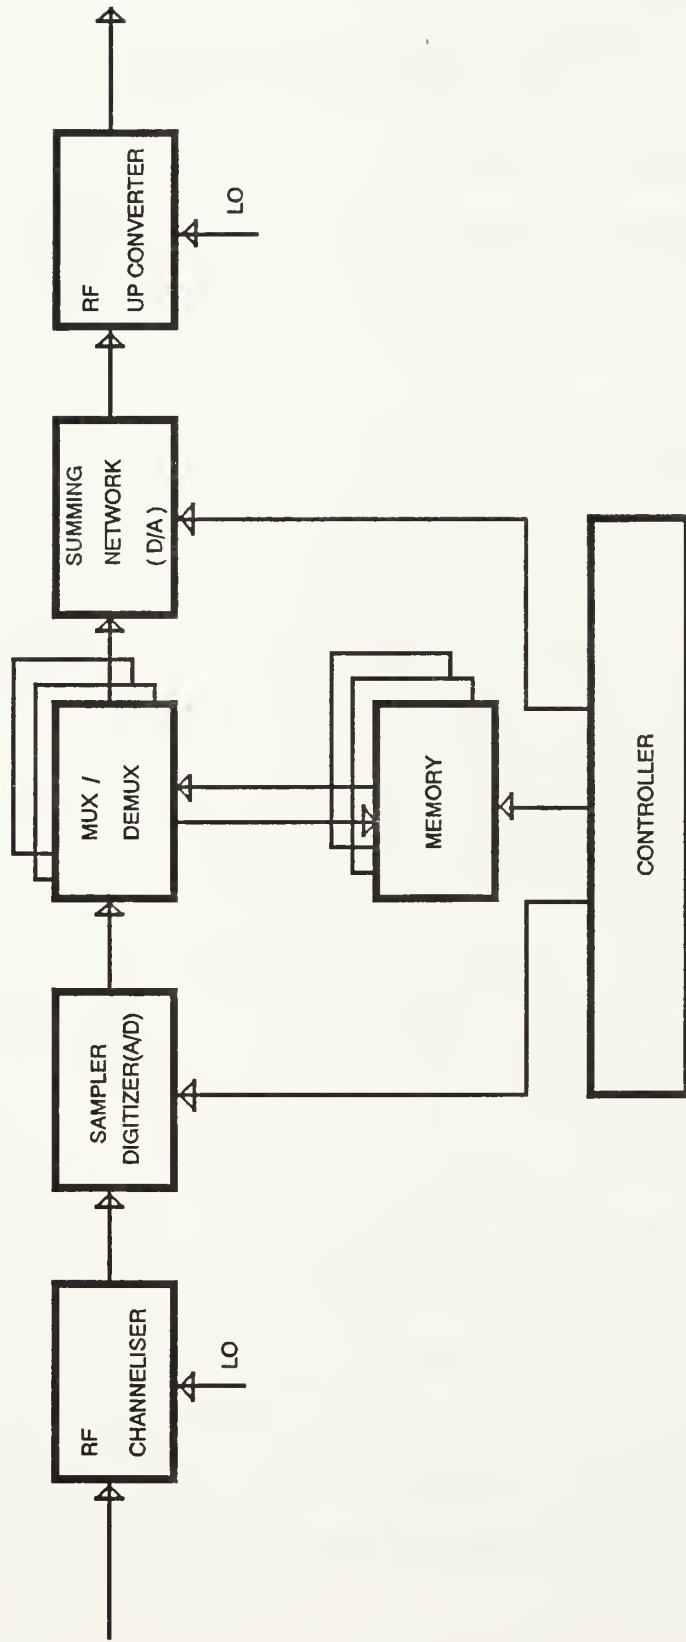 RF
CHANNELISER
LO
SAMPLER
DIGITIZER(A/D)
MUX /
DEMUX
SUMMING
NETWORK
( D/A )
RF
UP CONVERTER
LO
MEMORY
CONTROLLER